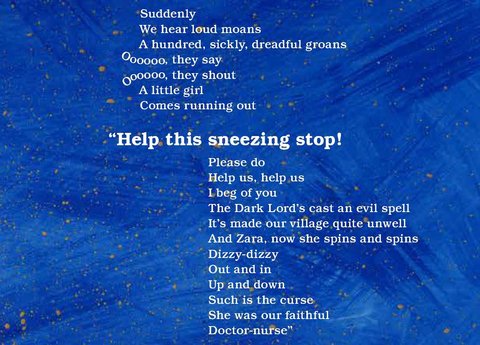 Suddenly
We hear loud moans
A hundred, sickly, dreadful groans
Oooooo, they say
Oooooo, they shout
A little girl
Comes running out
“Help this sneezing stop!
Please do
Help us, help us
I beg of you
The Dark Lord’s cast an evil spell
It’s made our village quite unwell
And Zara, now she spins and spins
Dizzy-dizzy
Out and in
Up and down
Such is the curse
She was our faithful
Doctor-nurse”